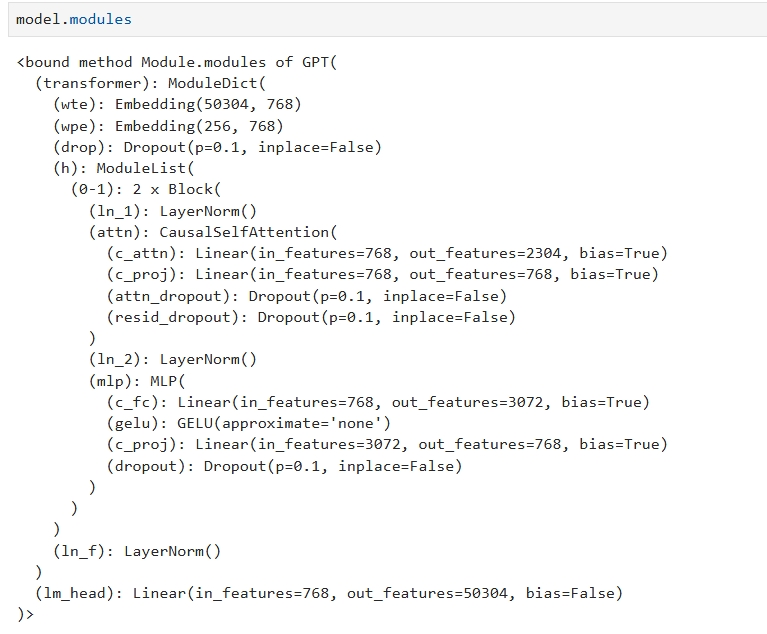 model.modules
<bound method Module.modules of GPT(
  (transformer): ModuleDict(
    (wte): Embedding(50304, 768)
    (wpe): Embedding(256, 768)
    (drop): Dropout(p=0.1, inplace=False)
    (h): ModuleList(
      (0-1): 2 x Block(
        (ln_1): LayerNorm()
        (attn): CausalSelfAttention(
          (c_attn): Linear(in_features=768, out_features=2304, bias=True)
          (c_proj): Linear(in_features=768, out_features=768, bias=True)
          (attn_dropout): Dropout(p=0.1, inplace=False)
          (resid_dropout): Dropout(p=0.1, inplace=False)
        )
        (ln_2): LayerNorm()
        (mlp): MLP(
          (c_fc): Linear(in_features=768, out_features=3072, bias=True)
          (gelu): GELU(approximate='none')
          (c_proj): Linear(in_features=3072, out_features=768, bias=True)
          (dropout): Dropout(p=0.1, inplace=False)
        )
      )
    )
    (ln_f): LayerNorm()
  )
  (lm_head): Linear(in_features=768, out_features=50304, bias=False)
)>